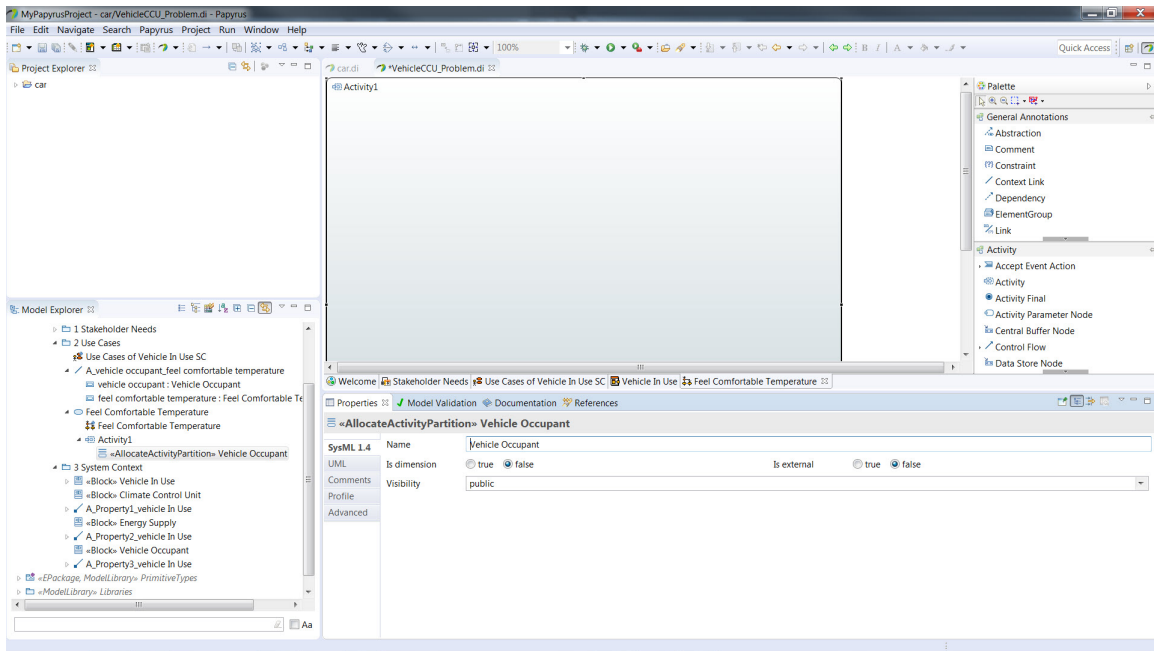 MyPapyrusProject - car/VehicleCCU_Problem.di - Papyrus
File Edit Navigate Search Papyrus Project Run Window Help
100%
B I A
Quick Access
Project Explorer
car
car.di
*VehicleCCU_Problem.di
Activity1
Palette
General Annotations
Abstraction
Comment
Constraint
Context Link
Dependency
ElementGroup
Link
Activity
Accept Event Action
Activity
Activity Final
Activity Parameter Node
Central Buffer Node
Control Flow
Data Store Node
Model Explorer
1 Stakeholder Needs
2 Use Cases
Use Cases of Vehicle In Use SC
A_vehicle occupant_feel comfortable temperature
vehicle occupant : Vehicle Occupant
feel comfortable temperature : Feel Comfortable Te
Feel Comfortable Temperature
Feel Comfortable Temperature
Activity1
«AllocateActivityPartition» Vehicle Occupant
3 System Context
«Block» Vehicle In Use
«Block» Climate Control Unit
A_Property1_vehicle In Use
«Block» Energy Supply
A_Property2_vehicle In Use
«Block» Vehicle Occupant
A_Property3_vehicle In Use
«EPackage, ModelLibrary» PrimitiveTypes
«ModelLibrary» Libraries
Aa
Welcome Stakeholder Needs Use Cases of Vehicle In Use SC Vehicle In Use Feel Comfortable Temperature
Properties Model Validation Documentation References
«AllocateActivityPartition» Vehicle Occupant
SysML 1.4
UML
Comments
Profile
Advanced
Name Vehicle Occupant
Is dimension true false Is external true false
Visibility public